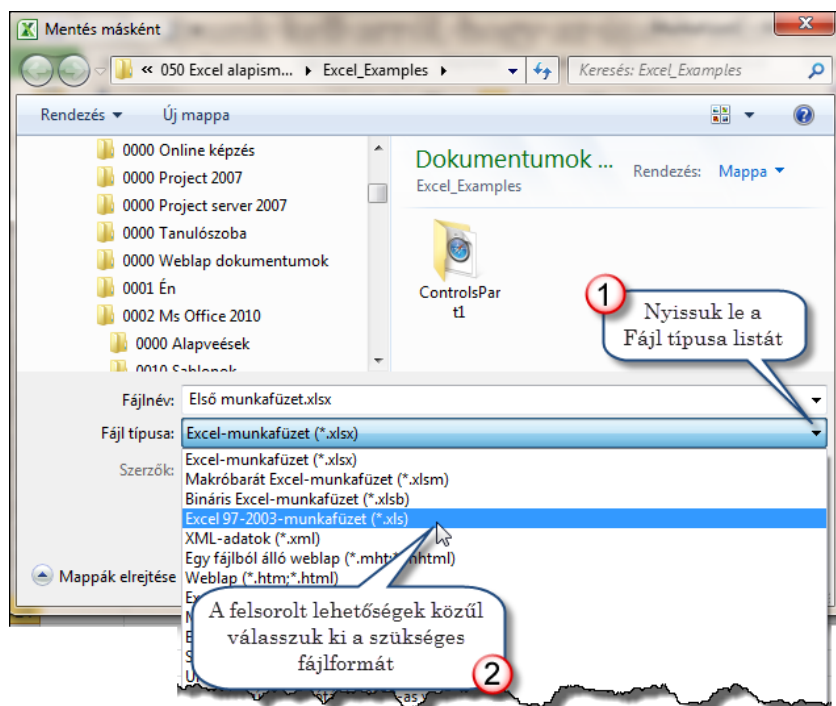 Mentés másként
« 050 Excel alapism... Excel_Examples
Keresés: Excel_Examples
Rendezés
Új mappa
0000 Online képzés
0000 Project 2007
0000 Project server 2007
0000 Tanulószoba
0000 Weblap dokumentumok
0001 Én
0002 Ms Office 2010
0000 Alapveések
0010 Sablonok
Dokumentumok ...
Excel_Examples
Rendezés: Mappa
ControlsPar
t1
1
Nyissuk le a
Fájl típusa listát
Fájlnév: Első munkafüzet.xlsx
Fájl típusa: Excel-munkafüzet (*.xlsx)
Szerzők:
Excel-munkafüzet (*.xlsx)
Makróbarát Excel-munkafüzet (*.xlsm)
Bináris Excel-munkafüzet (*.xlsb)
Excel 97-2003-munkafüzet (*.xls)
XML-adatok (*.xml)
Egy fájlból álló weblap (*.mht;*.mhtml)
Weblap (*.htm;*.html)
Mappák elrejtése
A felsorolt lehetőségek közűl
válasszuk ki a szükséges
fájlformát
2